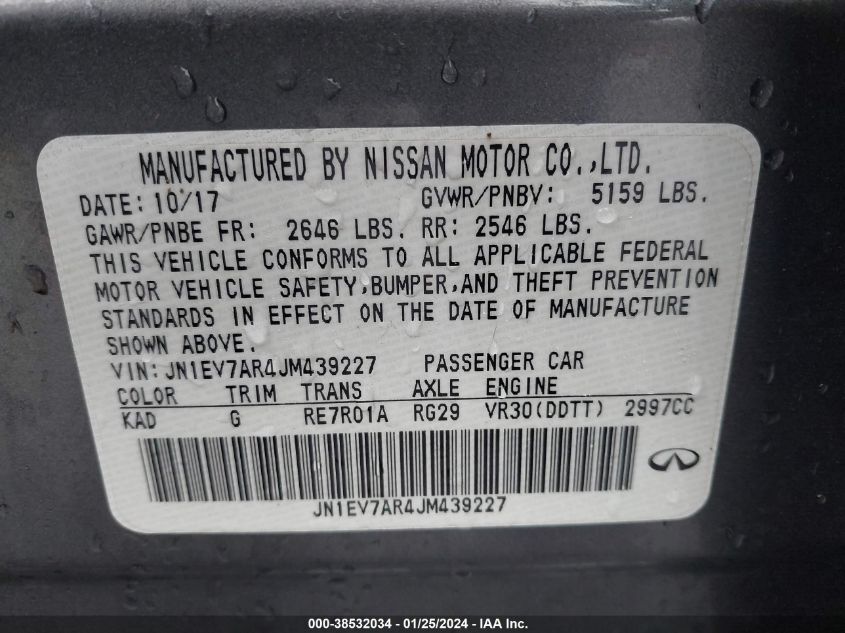 MANUFACTURED BY NISSAN MOTOR CO.,LTD.
DATE: 10/17 GVWR/PNBV: 5159 LBS.
GAWR/PNBE FR: 2646 LBS. RR: 2546 LBS.
THIS VEHICLE CONFORMS TO ALL APPLICABLE FEDERAL
MOTOR VEHICLE SAFETY,BUMPER,AND THEFT PREVENTION
STANDARDS IN EFFECT ON THE DATE OF MANUFACTURE
SHOWN ABOVE.
VIN: JN1EV7AR4JM439227 PASSENGER CAR
COLOR TRIM TRANS AXLE ENGINE
KAD G RE7R01A RG29 VR30(DDTT) 2997CC
JN1EV7AR4JM439227
000-38532034 - 01/25/2024 - IAA Inc.